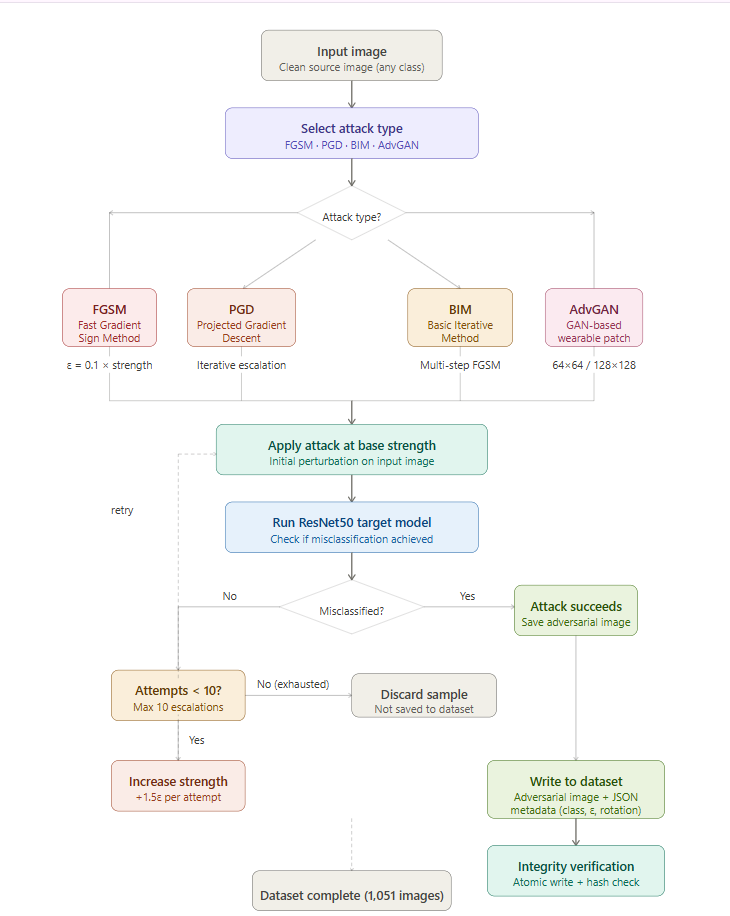 Input image
Clean source image (any class)
Select attack type
FGSM · PGD · BIM · AdvGAN
Attack type?
FGSM
Fast Gradient
Sign Method
PGD
Projected Gradient
Descent
BIM
Basic Iterative
Method
AdvGAN
GAN-based
wearable patch
ε = 0.1 × strength
Iterative escalation
Multi-step FGSM
64×64 / 128×128
Apply attack at base strength
Initial perturbation on input image
retry
Run ResNet50 target model
Check if misclassification achieved
No
Misclassified?
Yes
Attack succeeds
Save adversarial image
Attempts < 10?
Max 10 escalations
No (exhausted)
Discard sample
Not saved to dataset
Yes
Increase strength
+1.5ε per attempt
Write to dataset
Adversarial image + JSON
metadata (class, ε, rotation)
Integrity verification
Atomic write + hash check
Dataset complete (1,051 images)